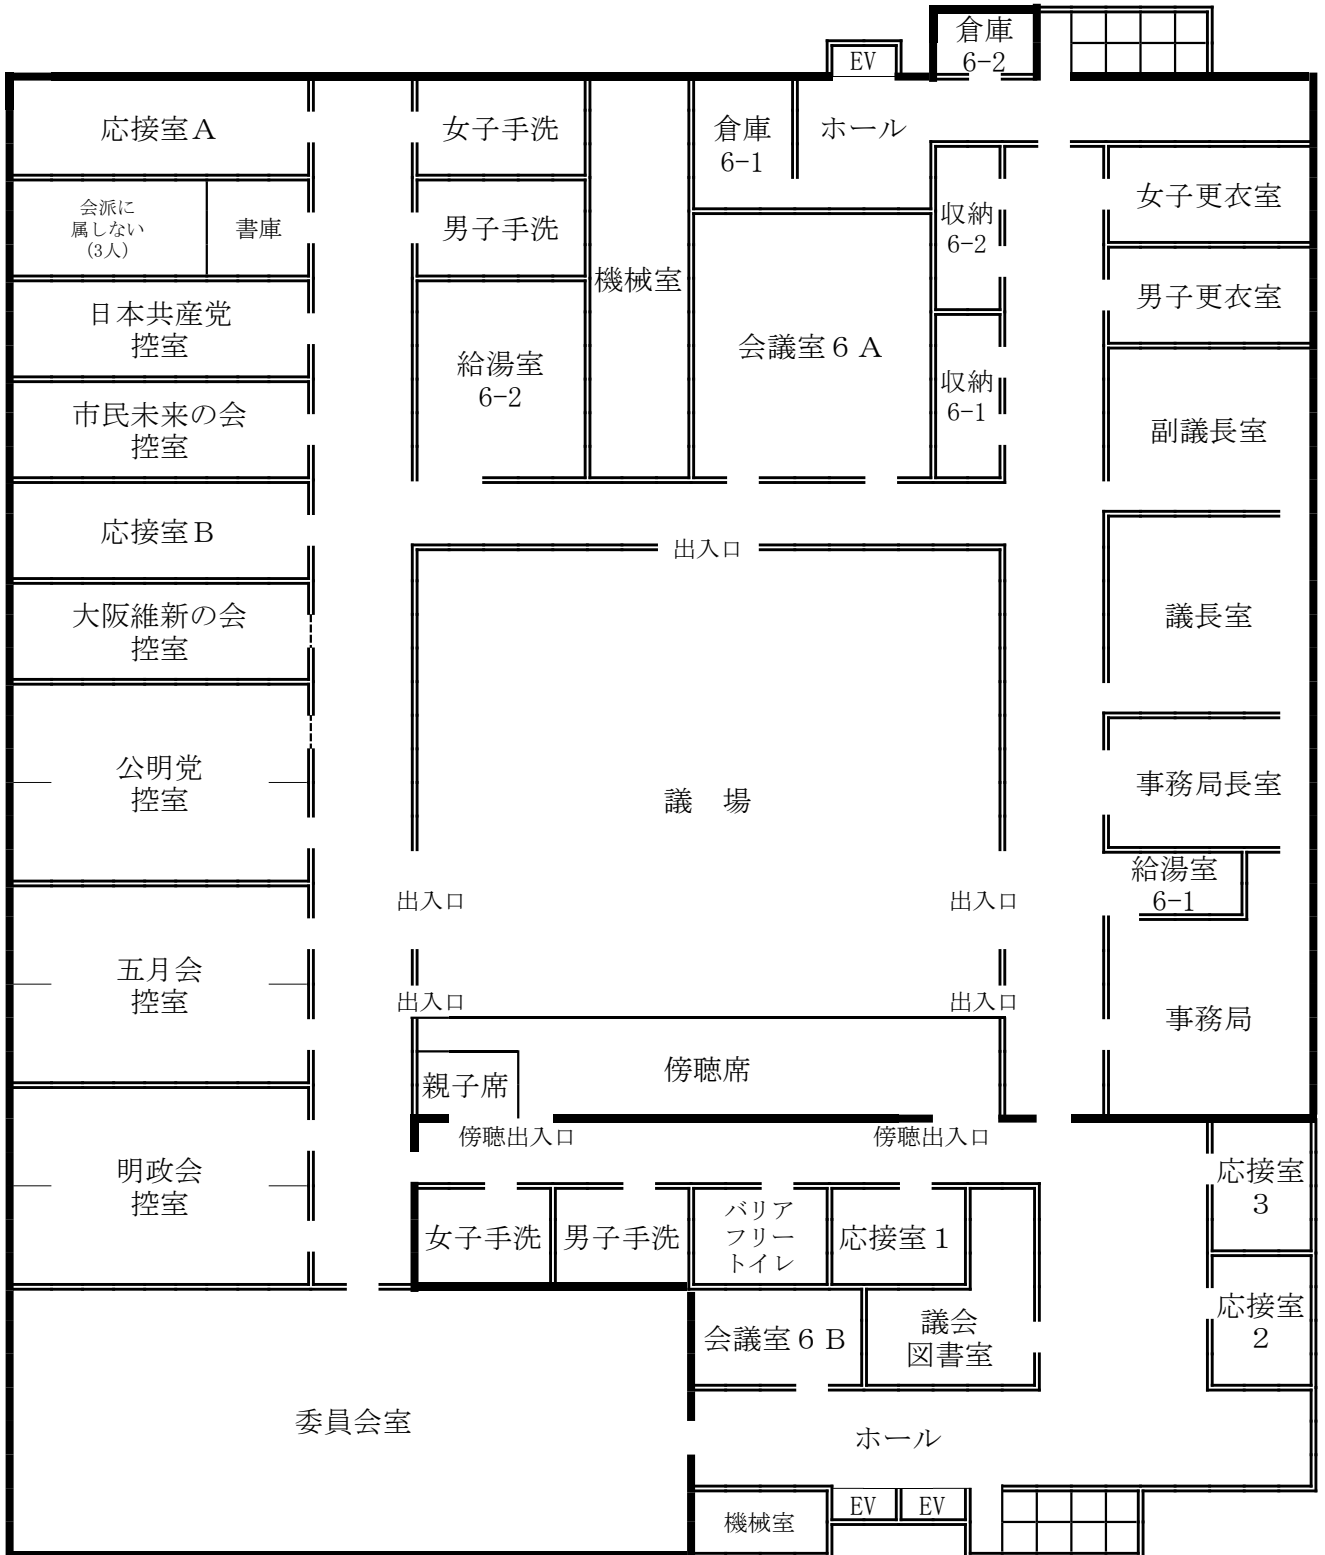 倉庫
6-2
EV
応接室Ａ
女子手洗
倉庫
6-1
ホール
会派に
属しない
(3人)
書庫
男子手洗
機械室
収納
6-2
女子更衣室
日本共産党
控室
男子更衣室
給湯室
6-2
会議室６Ａ
収納
6-1
市民未来の会
控室
副議長室
応接室Ｂ
出入口
大阪維新の会
控室
議長室
公明党
控室
議　場
事務局長室
給湯室
6-1
出入口
出入口
五月会
控室
出入口
出入口
事務局
傍聴席
親子席
傍聴出入口
傍聴出入口
明政会
控室
女子手洗
男子手洗
バリア
フリー
トイレ
応接室１
応接室
３
会議室６Ｂ
議会
図書室
応接室
２
委員会室
ホール
機械室
EV
EV